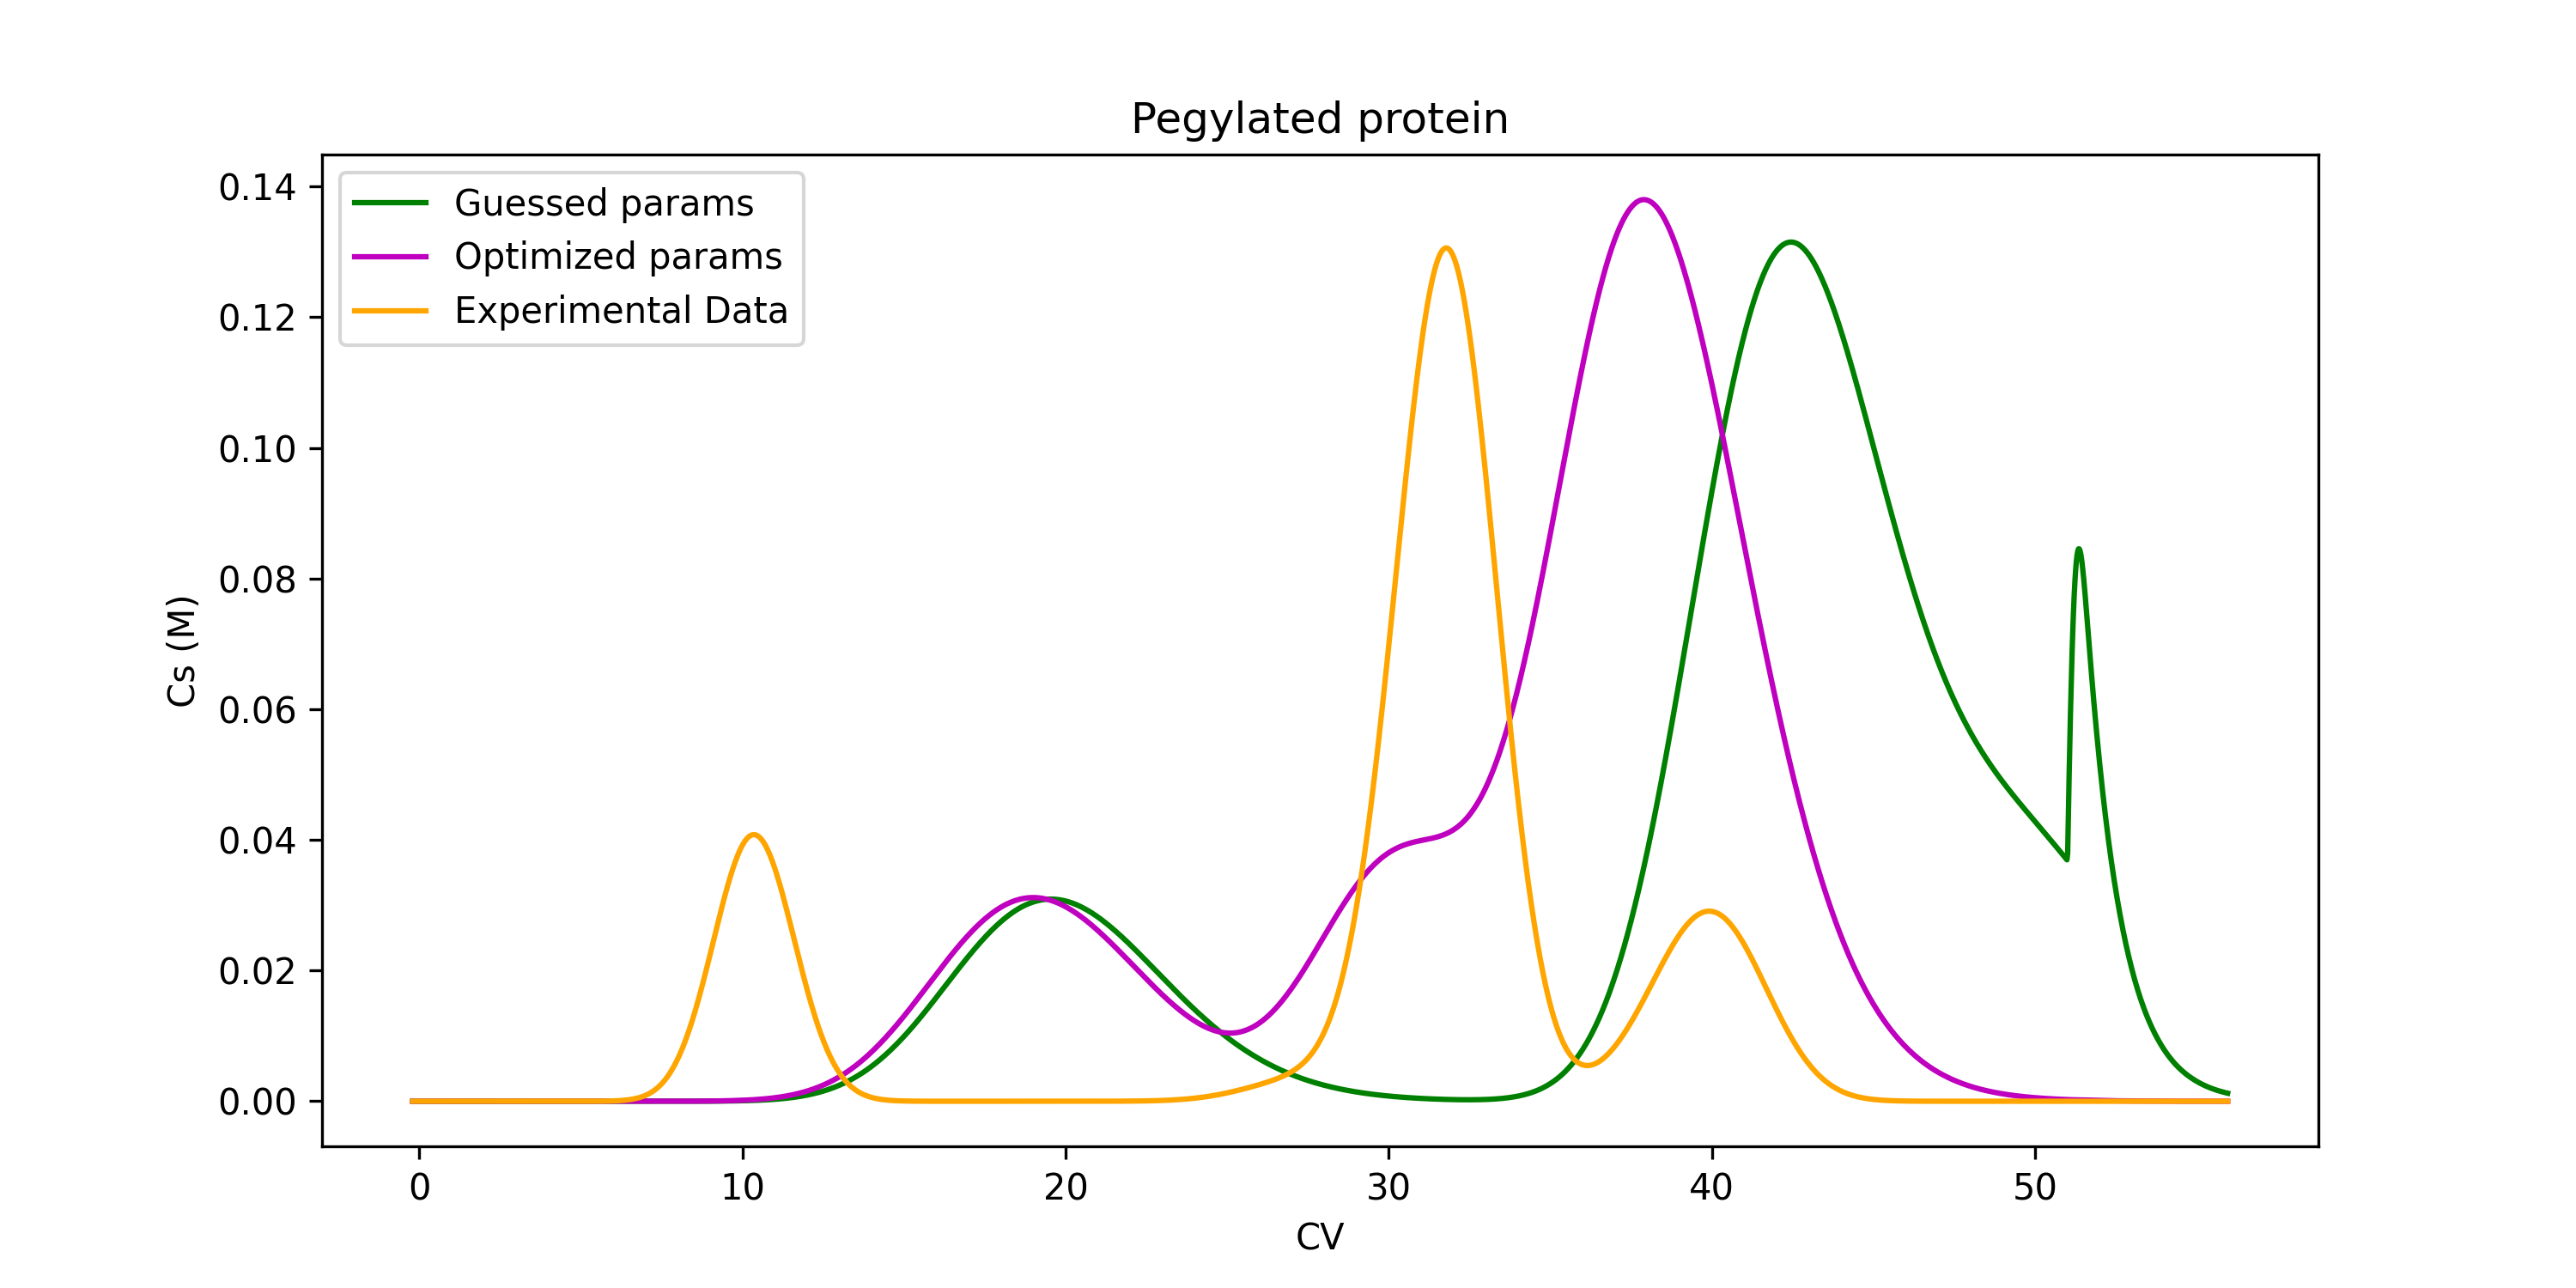 Pegylated protein
Guessed params
Optimized params
Experimental Data
0.14
0.12
0.10
0.08
0.06
0.04
0.02
0.00
Cs (M)
0 10 20 30 40 50
CV